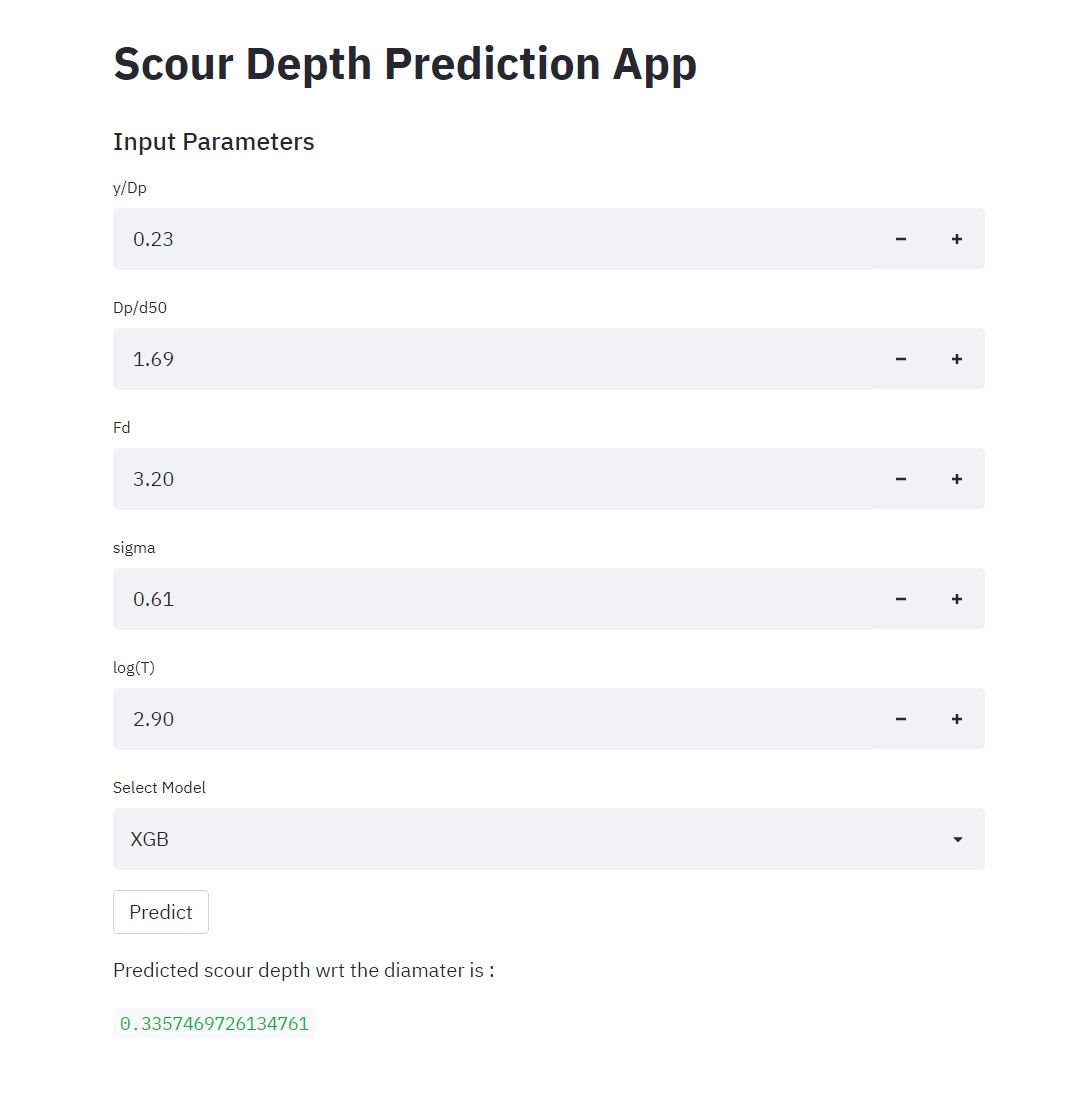 Scour Depth Prediction App
Input Parameters
y/Dp
0.23
Dp/d50
1.69
Fd
3.20
sigma
0.61
log(T)
2.90
Select Model
XGB
Predict
Predicted scour depth wrt the diamater is :
0.3357469726134761